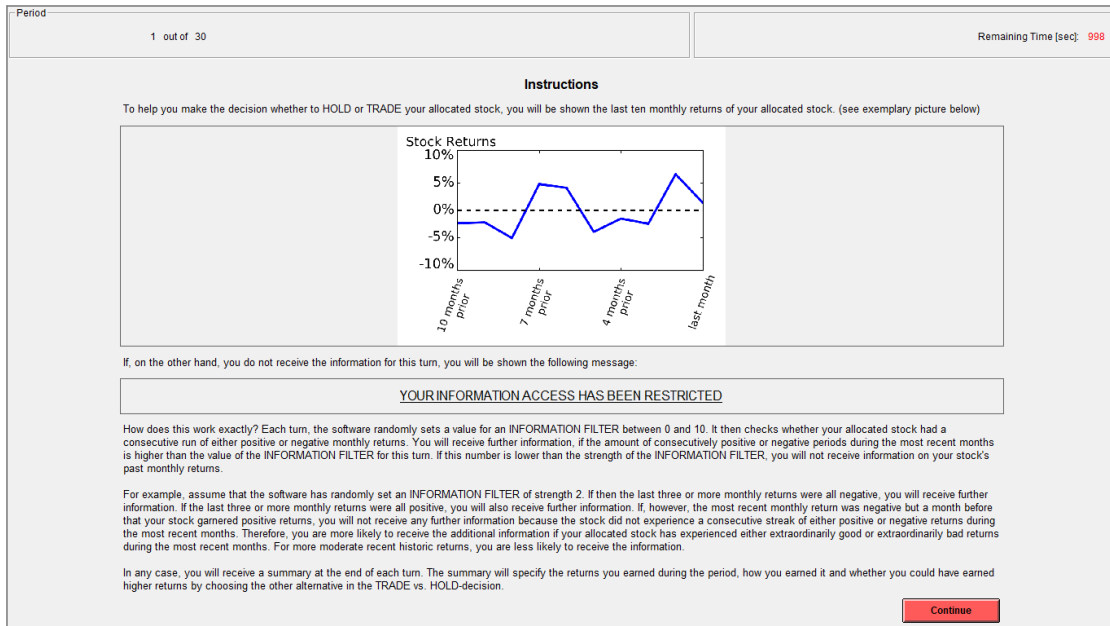 Period
1 out of 30
Remaining Time [sec]: 998
Instructions
To help you make the decision whether to HOLD or TRADE your allocated stock, you will be shown the last ten monthly returns of your allocated stock. (see exemplary picture below)
Stock Returns
10%
5%
0%
-5%
-10%
10 months prior
7 months prior
4 months prior
last month
If, on the other hand, you do not receive the information for this turn, you will be shown the following message:
YOUR INFORMATION ACCESS HAS BEEN RESTRICTED
How does this work exactly? Each turn, the software randomly sets a value for an INFORMATION FILTER between 0 and 10. It then checks whether your allocated stock had a
consecutive run of either positive or negative monthly returns. You will receive further information, if the amount of consecutively positive or negative periods during the most recent months
is higher than the value of the INFORMATION FILTER for this turn. If this number is lower than the strength of the INFORMATION FILTER, you will not receive information on your stock's
past monthly returns.
For example, assume that the software has randomly set an INFORMATION FILTER of strength 2. If then the last three or more monthly returns were all negative, you will receive further
information. If the last three or more monthly returns were all positive, you will also receive further information. If, however, the most recent monthly return was negative but a month before
that your stock garnered positive returns, you will not receive any further information because the stock did not experience a consecutive streak of either positive or negative returns during
the most recent months. Therefore, you are more likely to receive the additional information if your allocated stock has experienced either extraordinarily good or extraordinarily bad returns
during the most recent months. For more moderate recent historic returns, you are less likely to receive the information.
In any case, you will receive a summary at the end of each turn. The summary will specify the returns you earned during the period, how you earned it and whether you could have earned
higher returns by choosing the other alternative in the TRADE vs. HOLD-decision.
Continue